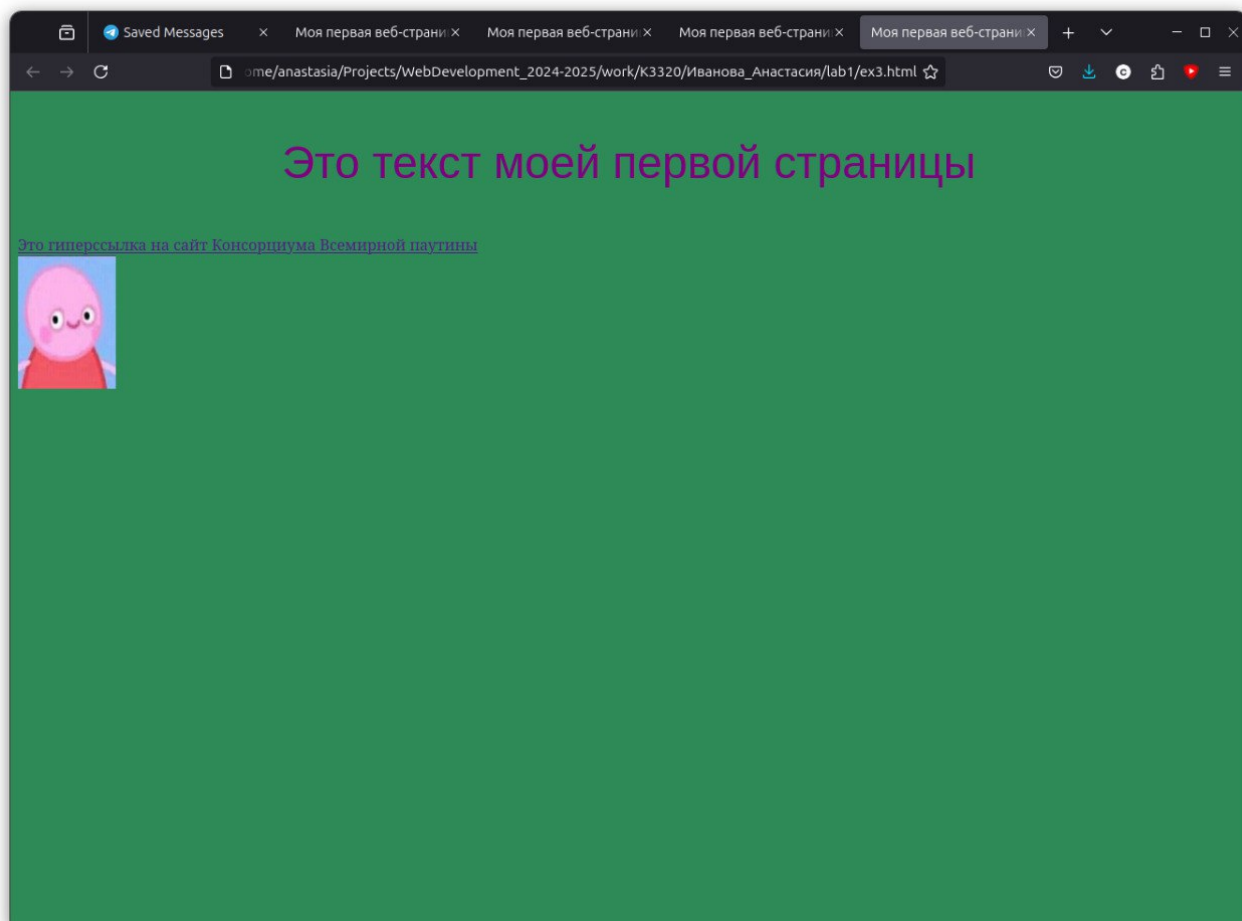 Saved Messages
Моя первая веб-страни
Моя первая веб-страни
Моя первая веб-страни
Моя первая веб-страни
ome/anastasia/Projects/WebDevelopment_2024-2025/work/K3320/Иванова_Анастасия/lab1/ex3.html
Это текст моей первой страницы
Это гиперссылка на сайт Консорциума Всемирной паутины